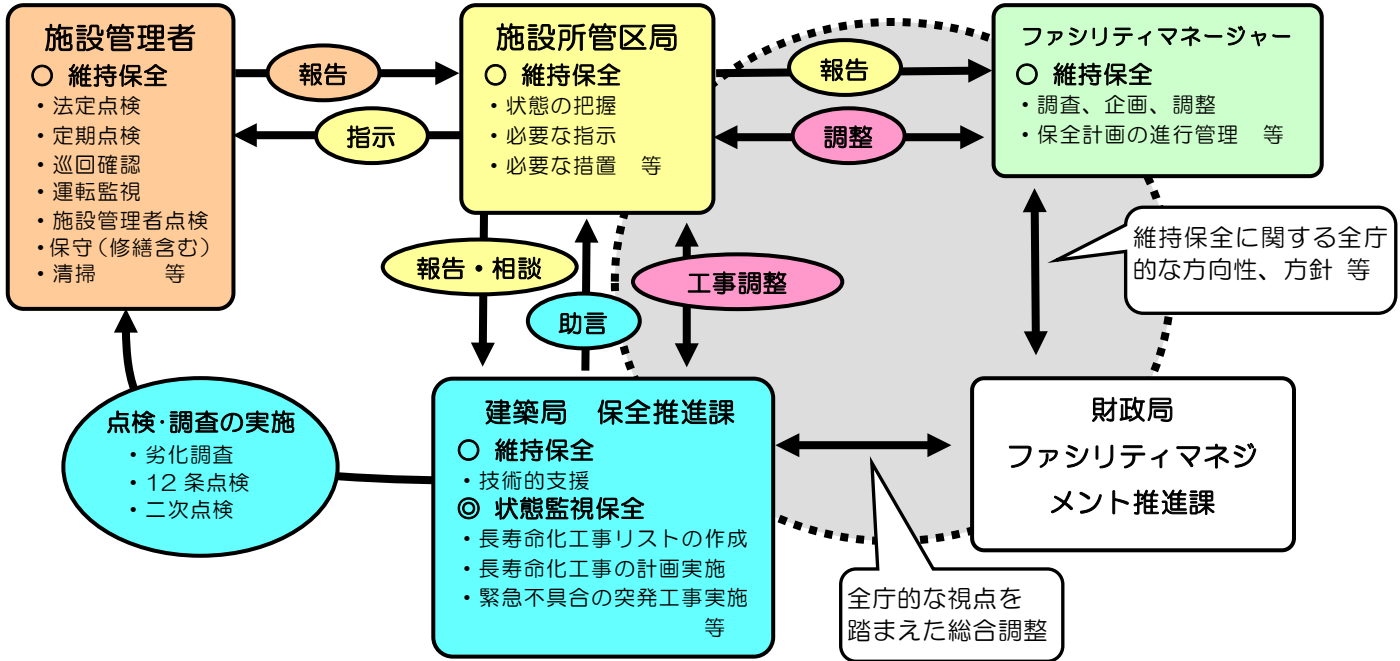 施設管理者
○ 維持保全
・法定点検
・定期点検
・巡回確認
・運転監視
・施設管理者点検
・保守(修繕含む)
・清掃　　　等
報告
指示
施設所管区局
○ 維持保全
・状態の把握
・必要な指示
・必要な措置　等
報告
調整
ファシリティマネージャー
○ 維持保全
・調査、企画、調整
・保全計画の進行管理　等
維持保全に関する全庁
的な方向性、方針 等
報告・相談
助言
工事調整
点検・調査の実施
・劣化調査
・12 条点検
・二次点検
建築局　保全推進課
○ 維持保全
・技術的支援
◎ 状態監視保全
・長寿命化工事リストの作成
・長寿命化工事の計画実施
・緊急不具合の突発工事実施
等
財政局
ファシリティマネジ
メント推進課
全庁的な視点を
踏まえた総合調整